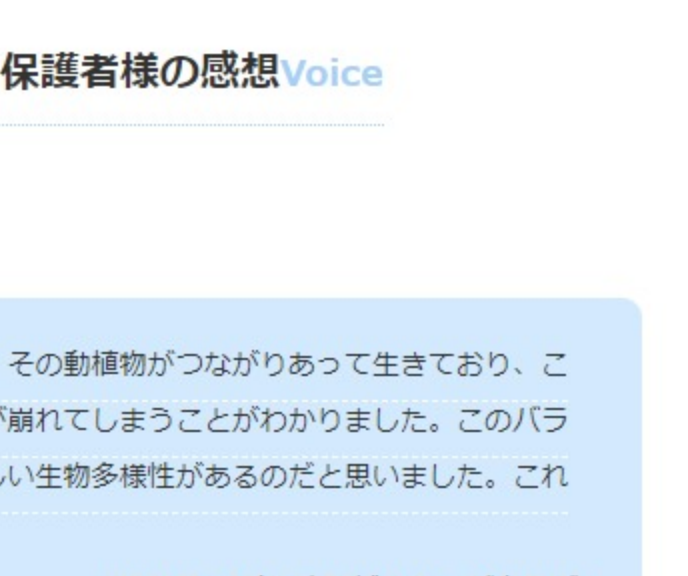 保護者様の感想Voice
その動植物がつながりあって生きており、こ
が崩れてしまうことがわかりました。このバラ
い生物多様性があるのだと思いました。これ